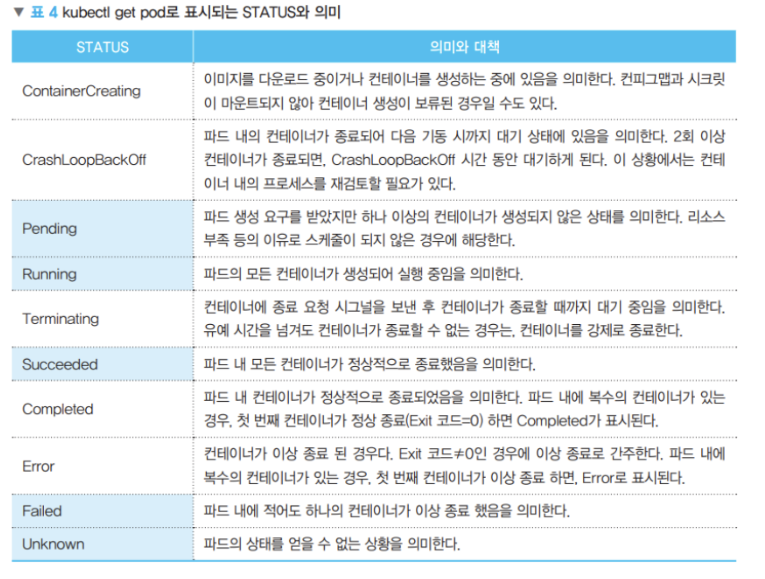 ▼ 표 4 kubectl get pod로 표시되는 STATUS와 의미
STATUS
의미와 대책
ContainerCreating
이미지를 다운로드 중이거나 컨테이너를 생성하는 중에 있음을 의미한다. 컨피그맵과 시크릿
이 마운트되지 않아 컨테이너 생성이 보류된 경우일 수도 있다.
CrashLoopBackOff
파드 내의 컨테이너가 종료되어 다음 기동 시까지 대기 상태에 있음을 의미한다. 2회 이상
컨테이너가 종료되면, CrashLoopBackOff 시간 동안 대기하게 된다. 이 상황에서는 컨테
이너 내의 프로세스를 재검토할 필요가 있다.
Pending
파드 생성 요구를 받았지만 하나 이상의 컨테이너가 생성되지 않은 상태를 의미한다. 리소스
부족 등의 이유로 스케줄이 되지 않은 경우에 해당한다.
Running
파드의 모든 컨테이너가 생성되어 실행 중임을 의미한다.
Terminating
컨테이너에 종료 요청 시그널을 보낸 후 컨테이너가 종료할 때까지 대기 중임을 의미한다.
유예 시간을 넘겨도 컨테이너가 종료할 수 없는 경우는, 컨테이너를 강제로 종료한다.
Succeeded
파드 내 모든 컨테이너가 정상적으로 종료했음을 의미한다.
Completed
파드 내 컨테이너가 정상적으로 종료되었음을 의미한다. 파드 내에 복수의 컨테이너가 있는
경우, 첫 번째 컨테이너가 정상 종료(Exit 코드=0) 하면 Completed가 표시된다.
Error
컨테이너가 이상 종료 된 경우다. Exit 코드≠0인 경우에 이상 종료로 간주한다. 파드 내에
복수의 컨테이너가 있는 경우, 첫 번째 컨테이너가 이상 종료 하면, Error로 표시된다.
Failed
파드 내에 적어도 하나의 컨테이너가 이상 종료 했음을 의미한다.
Unknown
파드의 상태를 얻을 수 없는 상황을 의미한다.